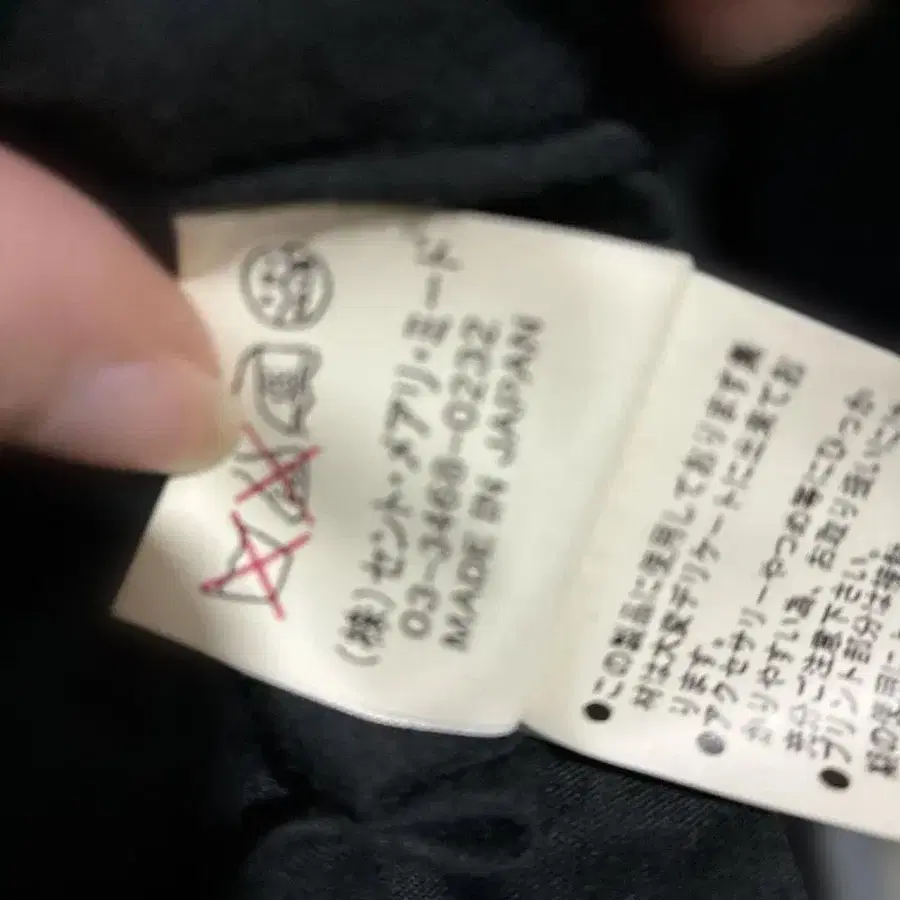 (株)セント・メアリ・ミード
03-3468-0232
MADE IN JAPAN
●この製品に使用しております素
材は大変デリケートに出来てお
ります。
●アクセサリーやつめ等にひっか
かりやすい為、お取り扱いに
ご注意下さい。
●プリント部分は